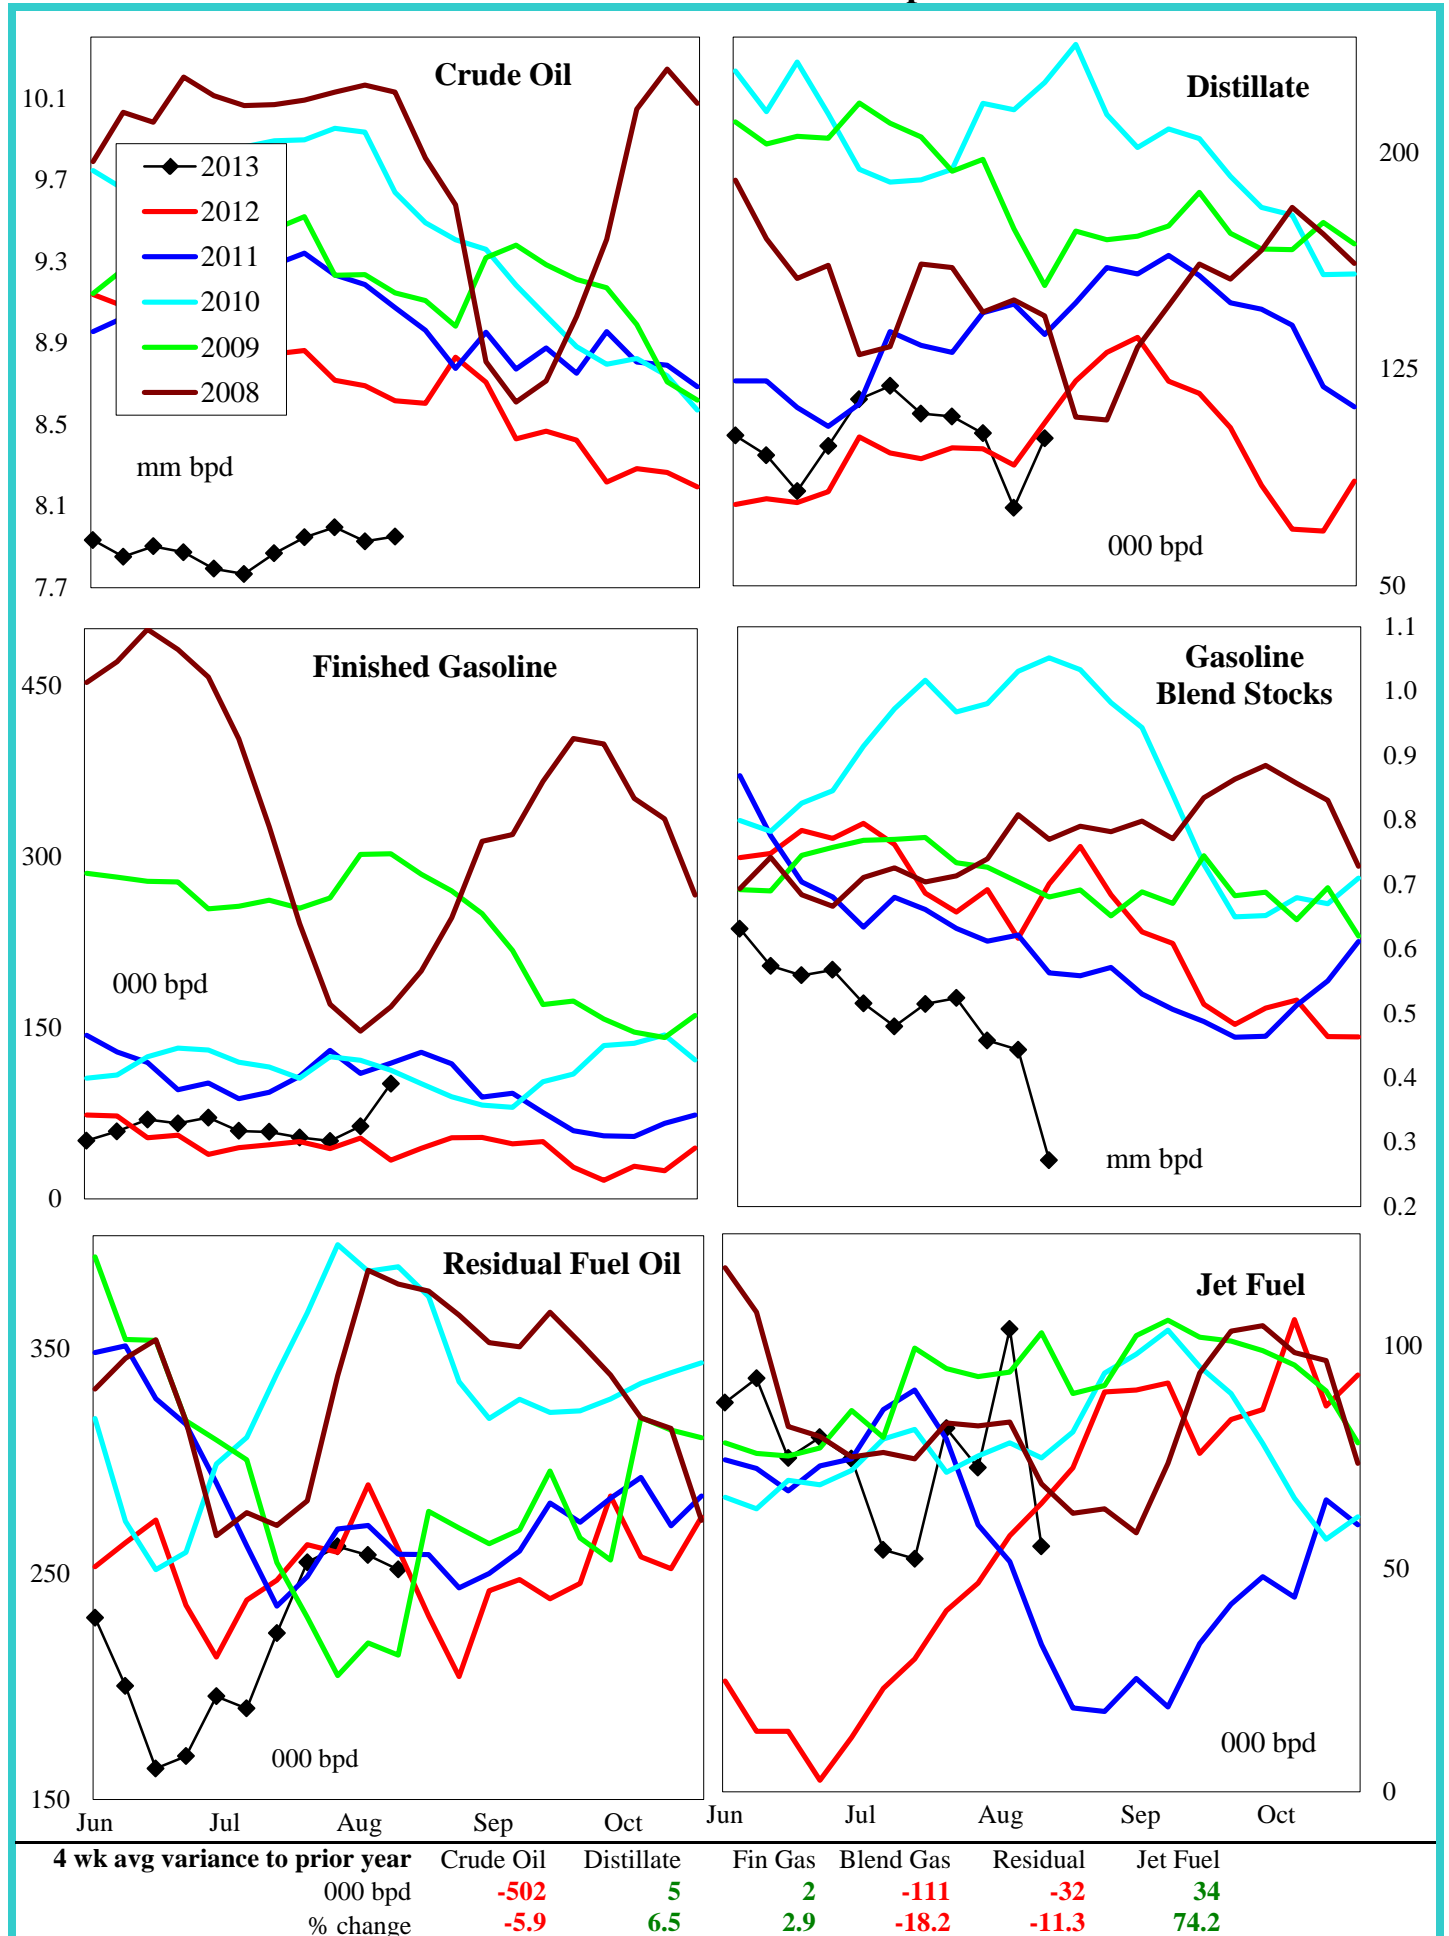 Crude Oil
10.1
9.7
9.3
8.9
8.5
8.1
7.7
2013
2012
2011
2010
2009
2008
mm bpd
Distillate
200
125
50
000 bpd
Finished Gasoline
450
300
150
0
000 bpd
Gasoline
Blend Stocks
1.1
1.0
0.9
0.8
0.7
0.6
0.5
0.4
0.3
0.2
mm bpd
Residual Fuel Oil
350
250
150
000 bpd
Jun Jul Aug Sep Oct
Jet Fuel
100
50
0
000 bpd
Jun Jul Aug Sep Oct
4 wk avg variance to prior year Crude Oil Distillate Fin Gas Blend Gas Residual Jet Fuel
000 bpd -502 5 2 -111 -32 34
% change -5.9 6.5 2.9 -18.2 -11.3 74.2